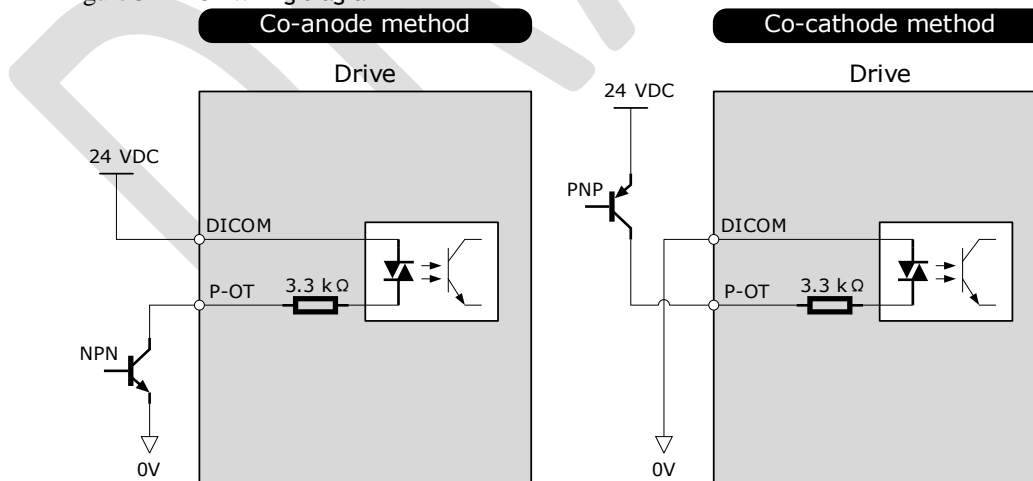 Co-anode method
Co-cathode method
Drive
Drive
24 VDC
24 VDC
PNP
DICOM
DICOM
P-OT
3.3 kΩ
P-OT
3.3 kΩ
NPN
0V
0V